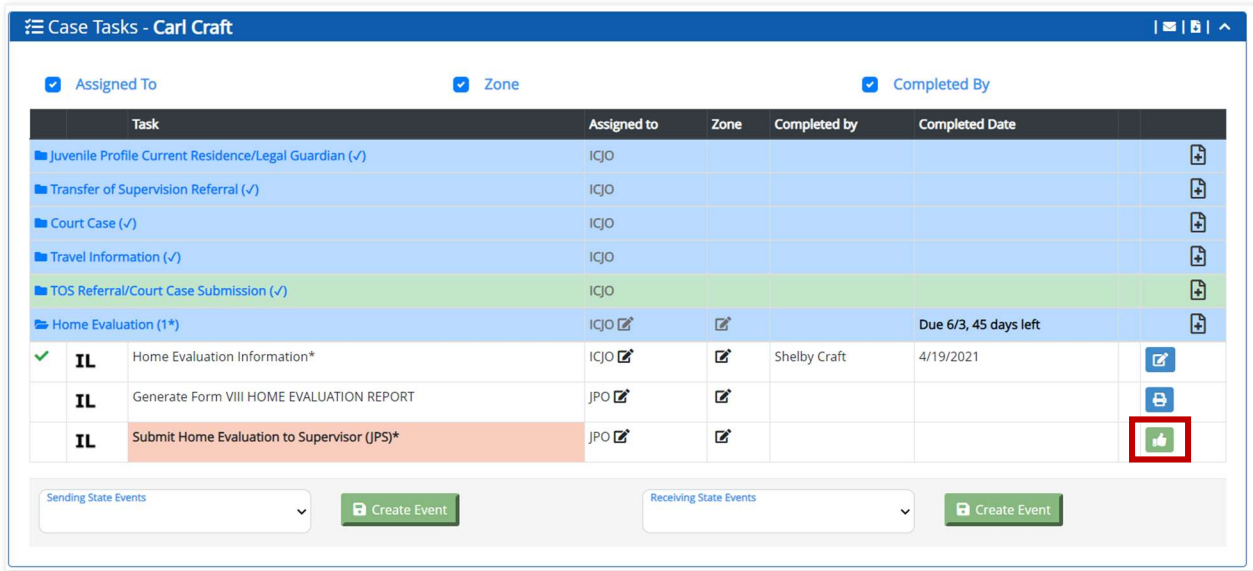 Case Tasks - Carl Craft
Assigned To Zone Completed By
Task Assigned to Zone Completed by Completed Date
Juvenile Profile Current Residence/Legal Guardian (✓) ICJO
Transfer of Supervision Referral (✓) ICJO
Court Case (✓) ICJO
Travel Information (✓) ICJO
TOS Referral/Court Case Submission (✓) ICJO
Home Evaluation (1*) ICJO Due 6/3, 45 days left
IL Home Evaluation Information* ICJO Shelby Craft 4/19/2021
IL Generate Form VIII HOME EVALUATION REPORT JPO
IL Submit Home Evaluation to Supervisor (JPS)* JPO
Sending State Events Create Event Receiving State Events Create Event